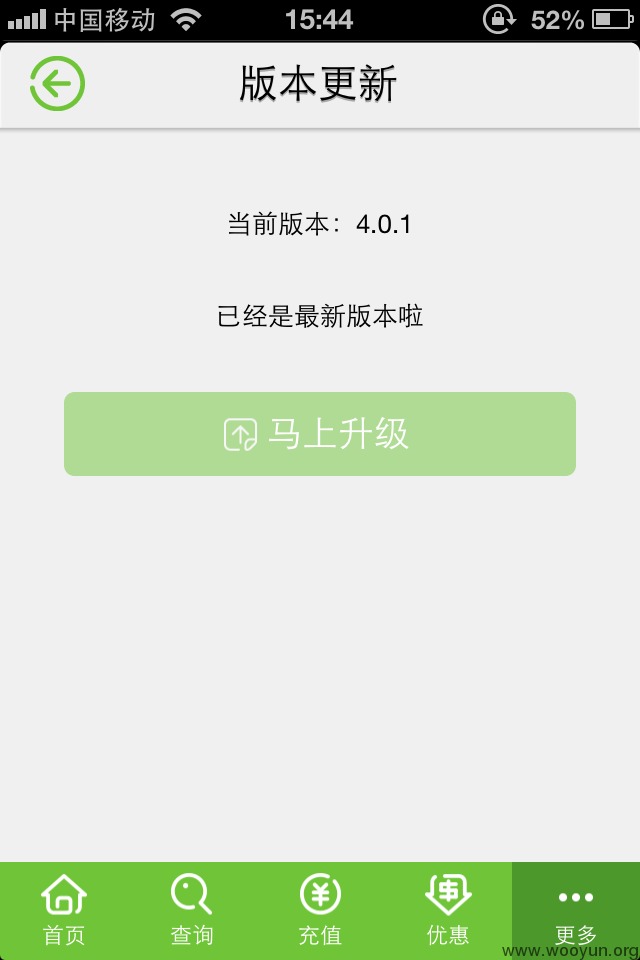 中国移动 15:44 52%
版本更新
当前版本：4.0.1
已经是最新版本啦
马上升级
首页 查询 充值 优惠 更多
www.wooyun.org